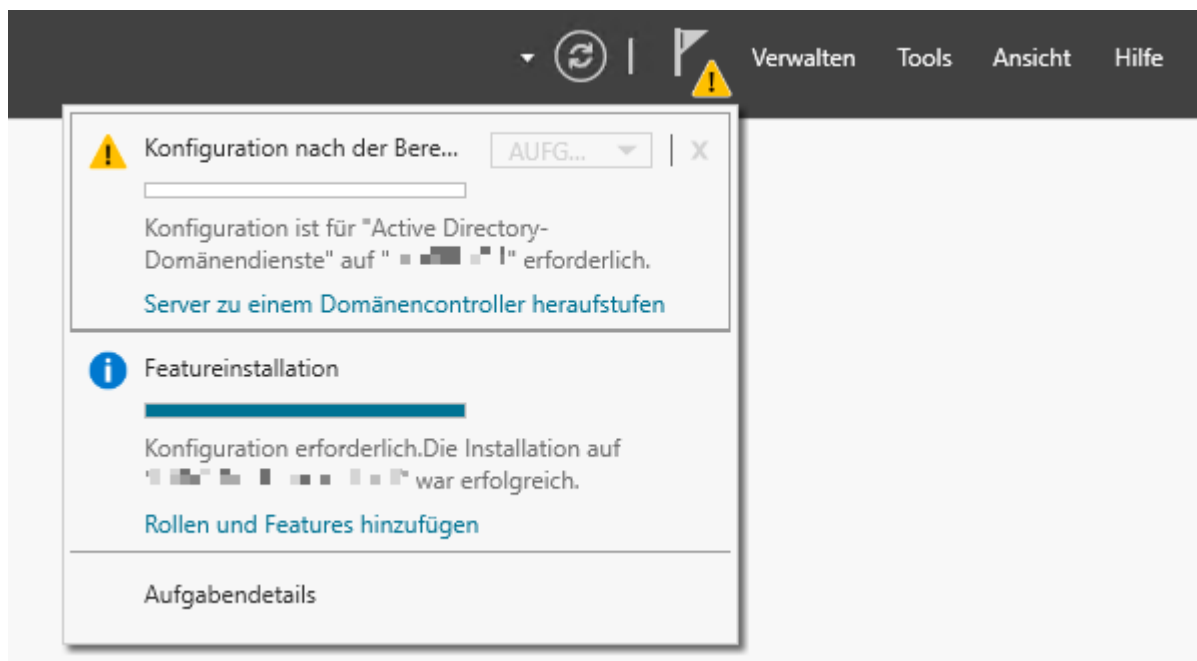 Verwalten Tools Ansicht Hilfe
Konfiguration nach der Bere... AUFG... X
Konfiguration ist für "Active Directory-
Domänendienste" auf " " erforderlich.
Server zu einem Domänencontroller heraufstufen
Featureinstallation
Konfiguration erforderlich.Die Installation auf
" " war erfolgreich.
Rollen und Features hinzufügen
Aufgabendetails